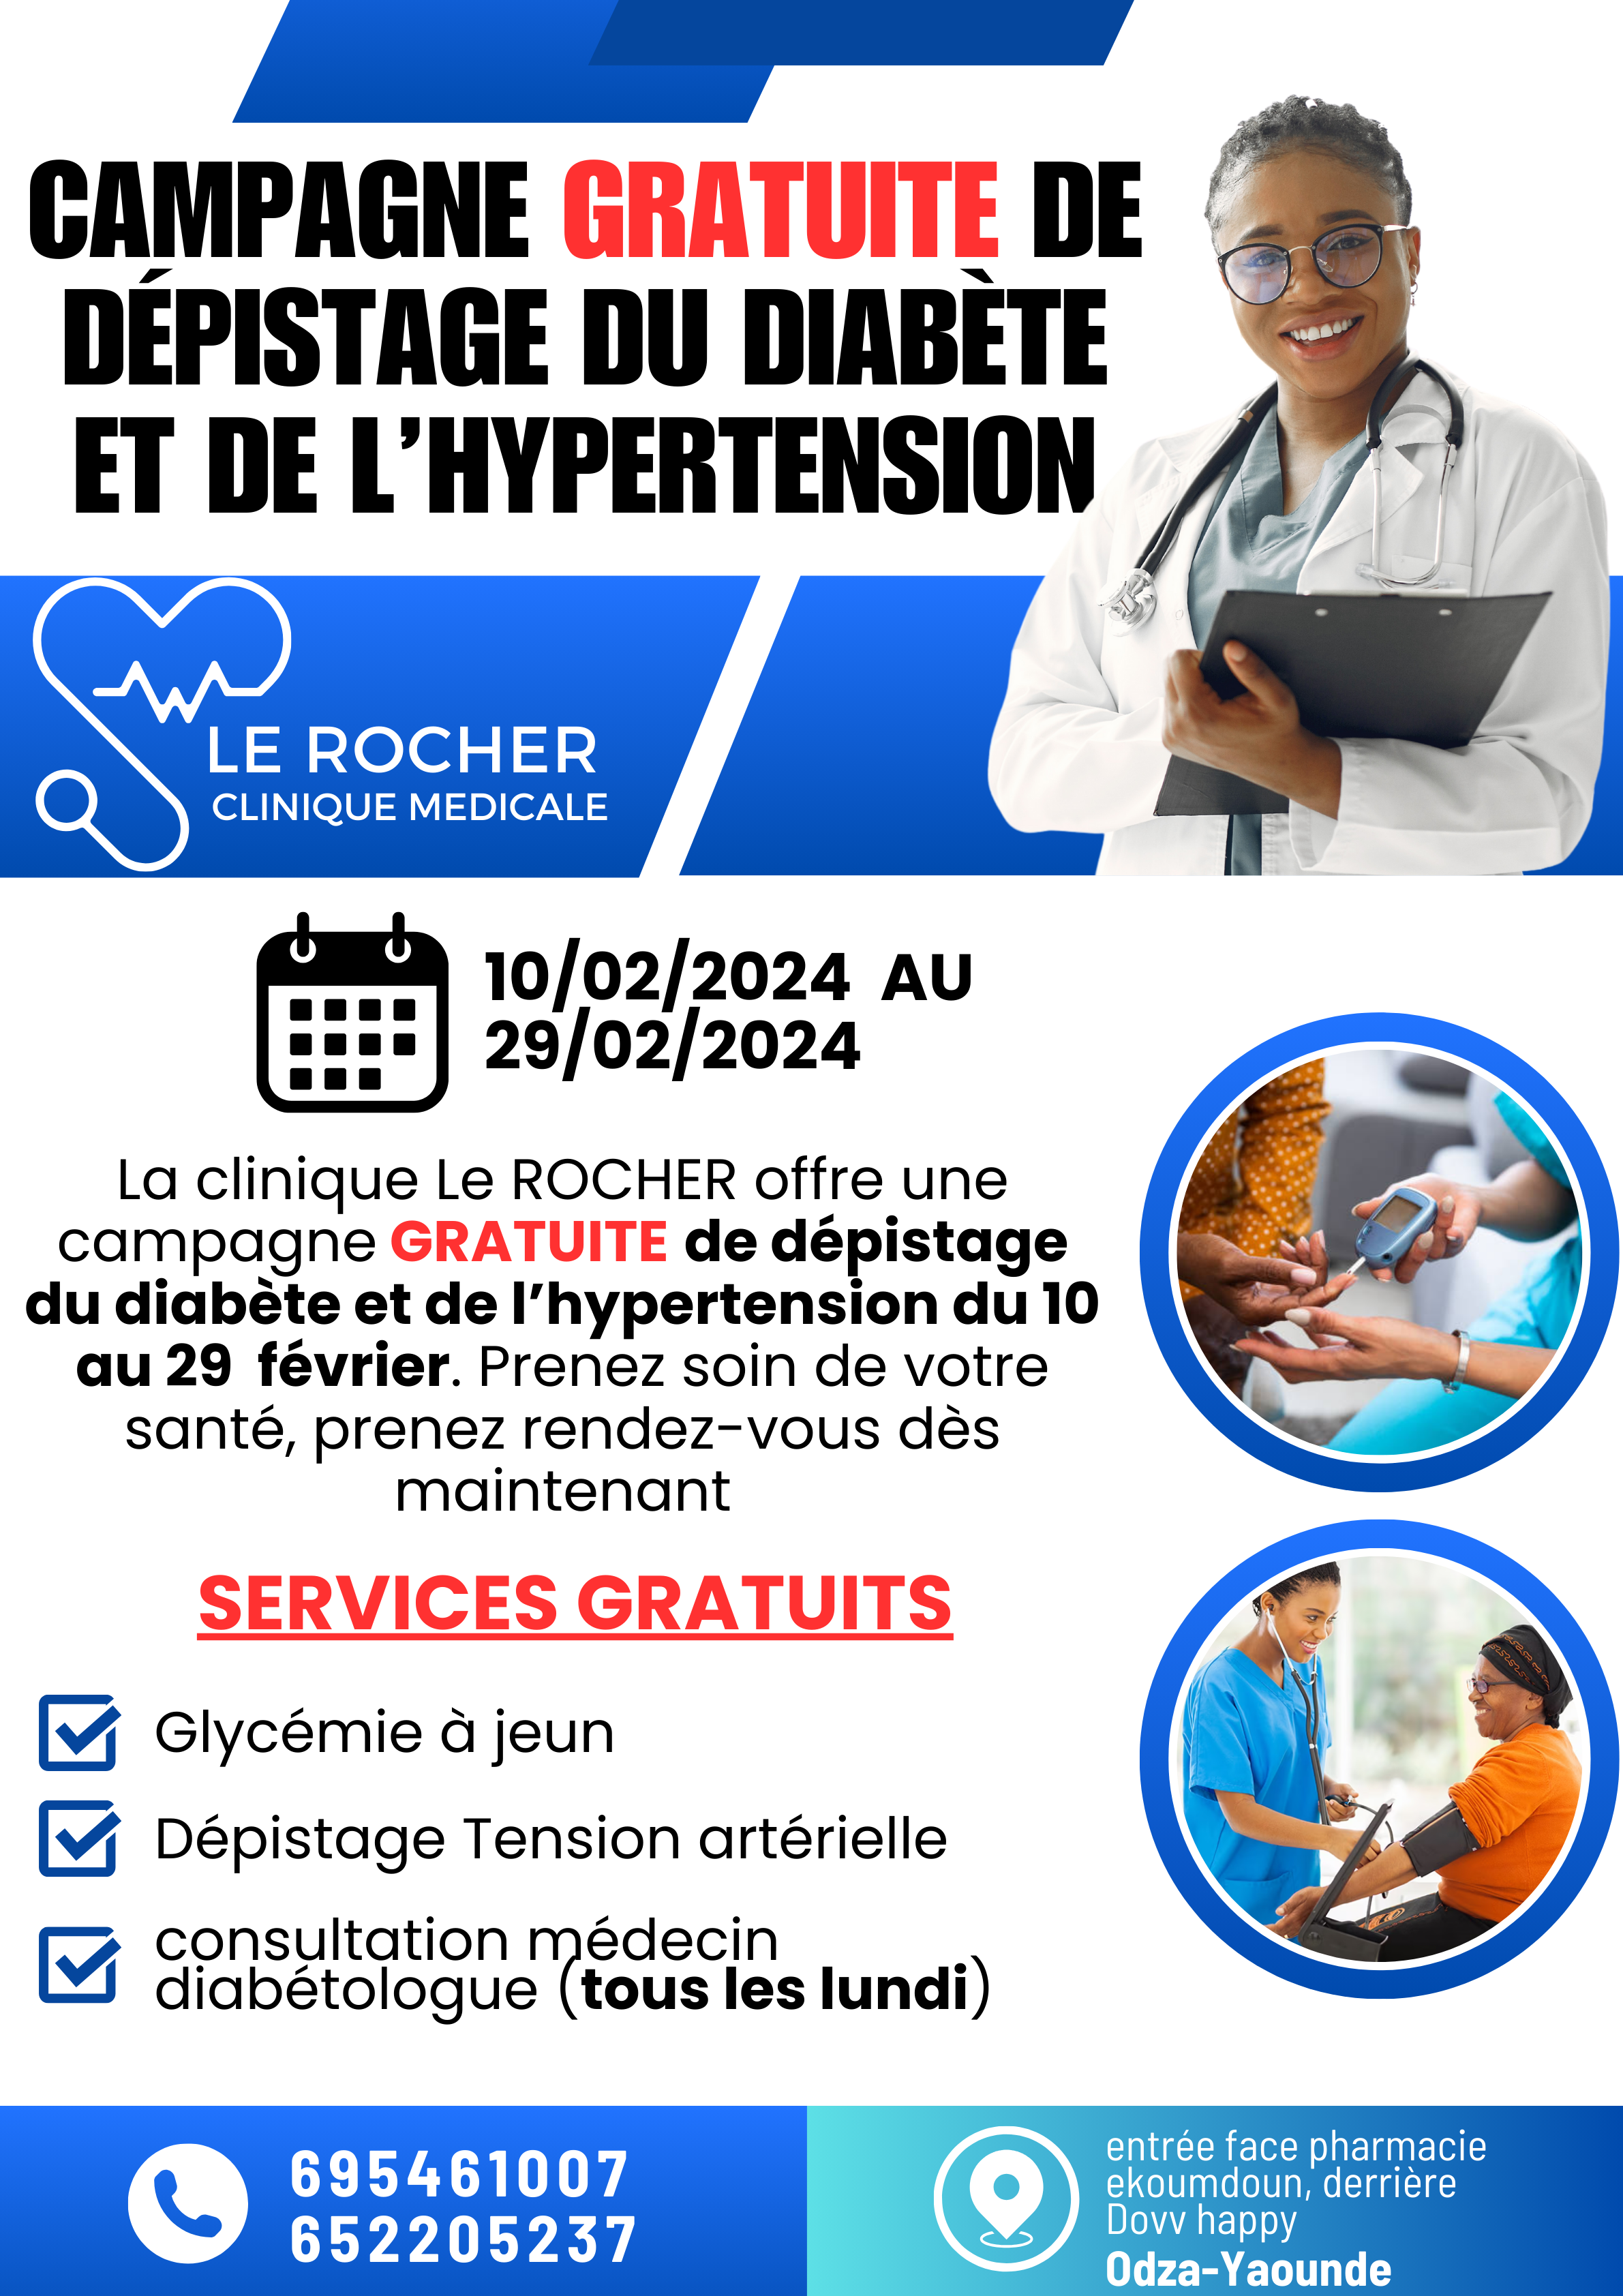 CAMPAGNE GRATUITE DE
DÉPISTAGE DU DIABÈTE
ET DE L’HYPERTENSION
LE ROCHER
CLINIQUE MEDICALE
10/02/2024 AU
29/02/2024
La clinique Le ROCHER offre une
campagne GRATUITE de dépistage
du diabète et de l’hypertension du 10
au 29 février. Prenez soin de votre
santé, prenez rendez-vous dès
maintenant
SERVICES GRATUITS
Glycémie à jeun
Dépistage Tension artérielle
consultation médecin
diabétologue (tous les lundi)
695461007
652205237
entrée face pharmacie
ekoumdoun, derrière
Dovv happy
Odza-Yaounde